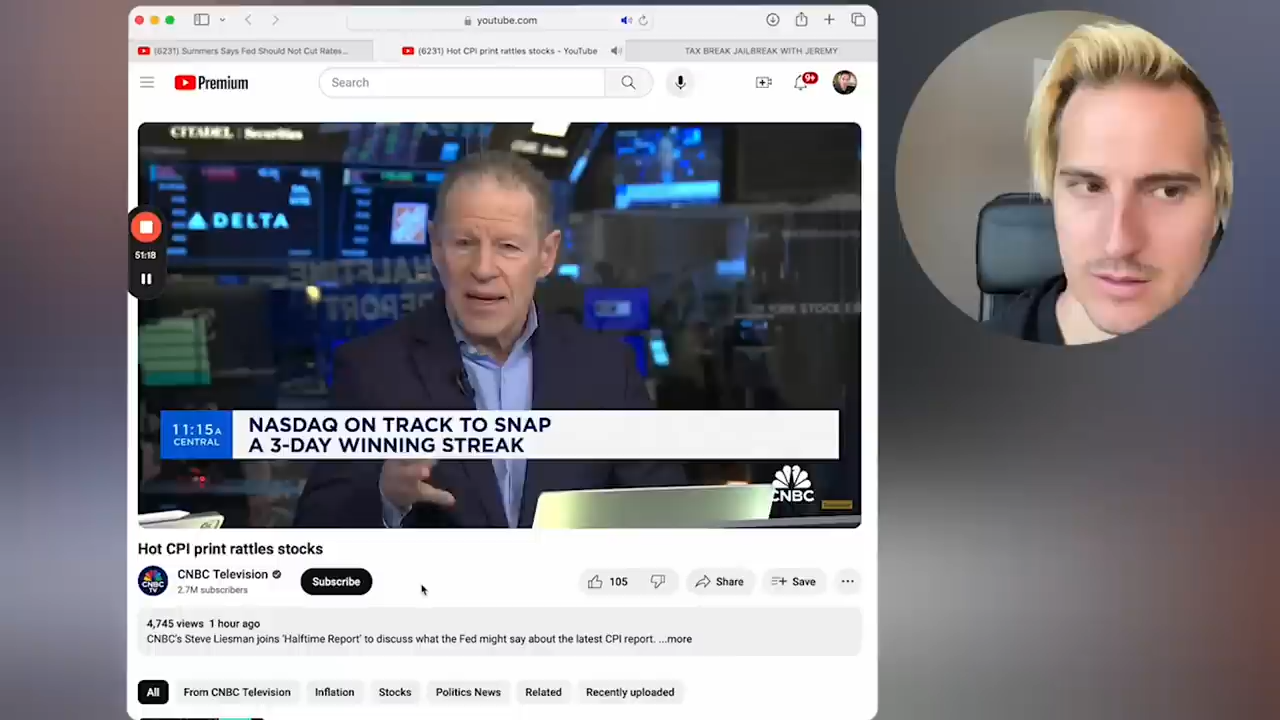 youtube.com
(6231) Summers Says Fed Should Not Cut Rates...
(6231) Hot CPI print rattles stocks - YouTube
TAX BREAK JAILBREAK WITH JEREMY
Premium
Search
9+
CITADEL Securities
DELTA
HALFTIME
REPORT
51:18
11:15A
CENTRAL
NASDAQ ON TRACK TO SNAP
A 3-DAY WINNING STREAK
CNBC
Hot CPI print rattles stocks
CNBC Television
2.7M subscribers
Subscribe
105
Share
Save
4,745 views 1 hour ago
CNBC's Steve Liesman joins 'Halftime Report' to discuss what the Fed might say about the latest CPI report. ...more
All
From CNBC Television
Inflation
Stocks
Politics News
Related
Recently uploaded